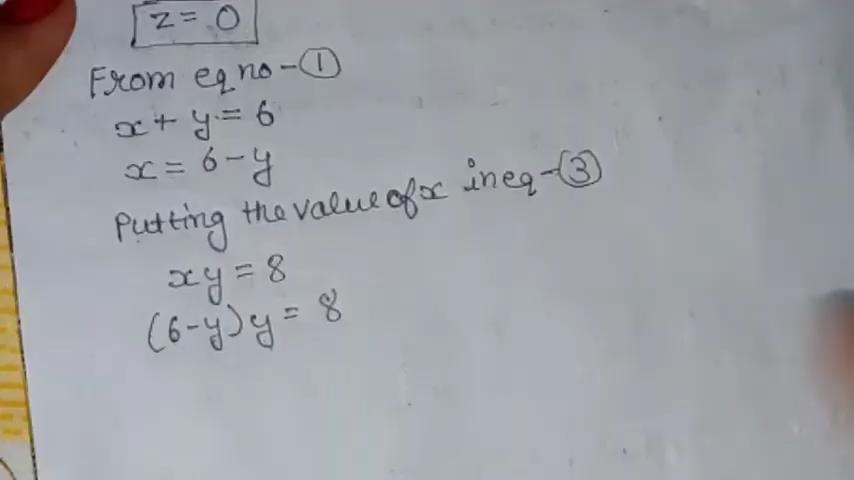 z = 0
From eq no - ①
x + y = 6
x = 6 - y
Putting the value of x in eq - ③
xy = 8
(6 - y) y = 8